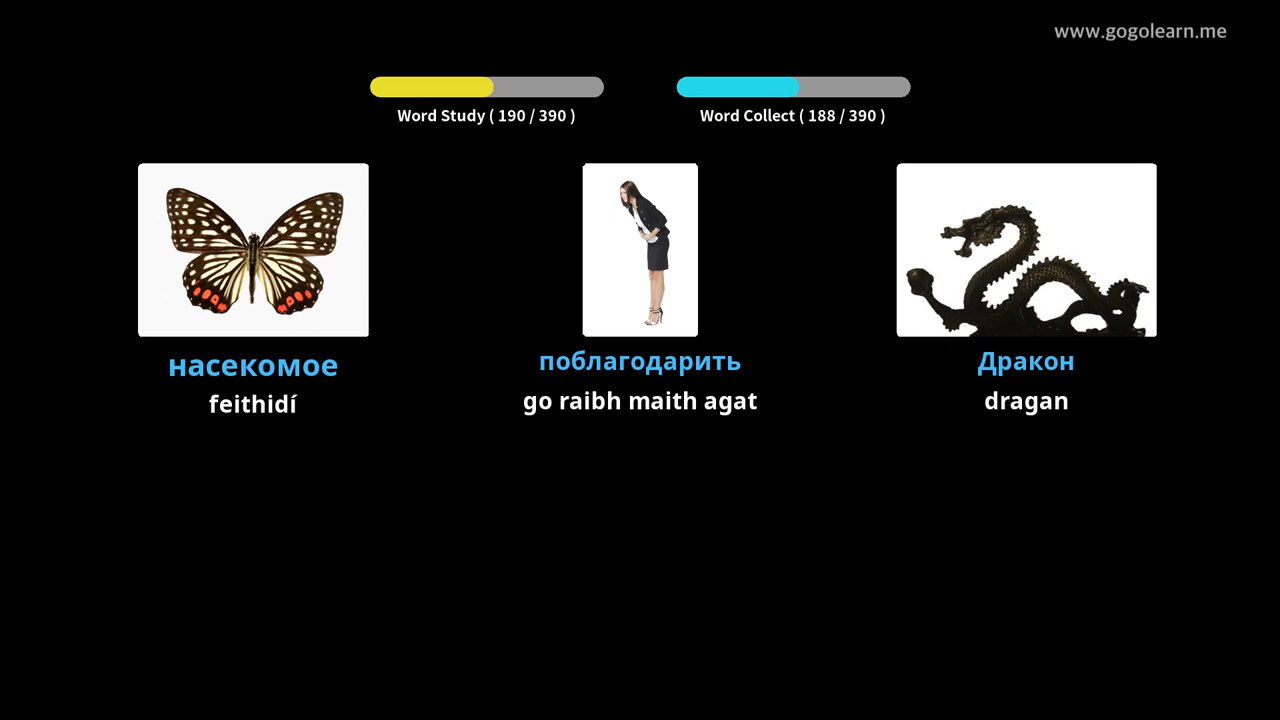 www.gogolearn.me
Word Study ( 190 / 390 )
Word Collect ( 188 / 390 )
насекомое
feithidí
поблагодарить
go raibh maith agat
Дракон
dragan